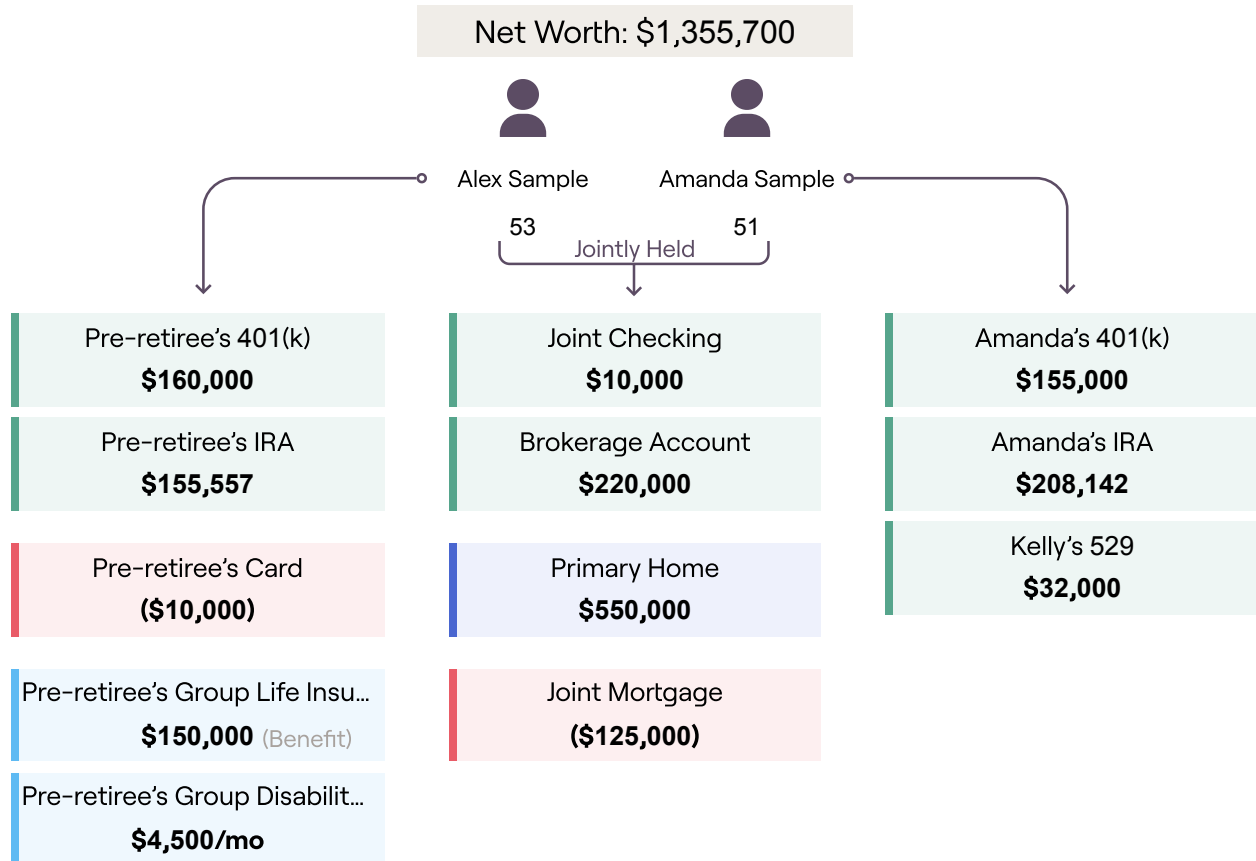 Net Worth: $1,355,700
Alex Sample
Amanda Sample
53
51
Jointly Held
Pre-retiree’s 401(k)
$160,000
Pre-retiree’s IRA
$155,557
Pre-retiree’s Card
($10,000)
Pre-retiree’s Group Life Insu...
$150,000 (Benefit)
Pre-retiree’s Group Disabilit...
$4,500/mo
Joint Checking
$10,000
Brokerage Account
$220,000
Primary Home
$550,000
Joint Mortgage
($125,000)
Amanda’s 401(k)
$155,000
Amanda’s IRA
$208,142
Kelly’s 529
$32,000